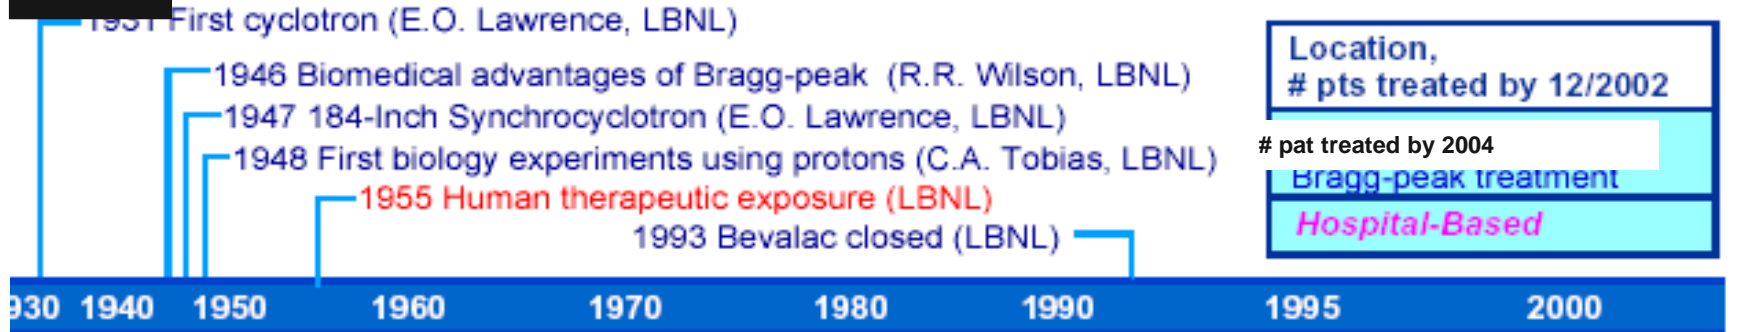 1931 First cyclotron (E.O. Lawrence, LBNL)
1946 Biomedical advantages of Bragg-peak (R.R. Wilson, LBNL)
1947 184-Inch Synchrocyclotron (E.O. Lawrence, LBNL)
1948 First biology experiments using protons (C.A. Tobias, LBNL)
1955 Human therapeutic exposure (LBNL)
1993 Bevalac closed (LBNL)
Location,
# pts treated by 12/2002
# pat treated by 2004
Bragg-peak treatment
Hospital-Based
930 1940 1950 1960 1970 1980 1990 1995 2000